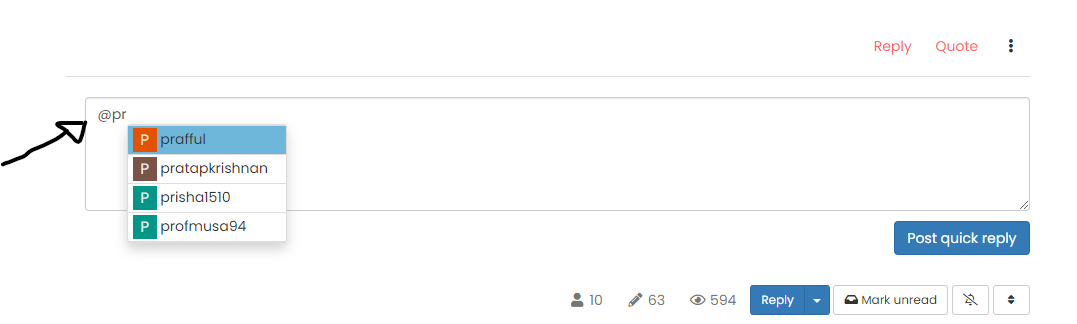 Reply Quote
@pr
P prafful
P pratapkrishnan
P prisha1510
P profmusa94
Post quick reply
10 63 594 Reply Mark unread